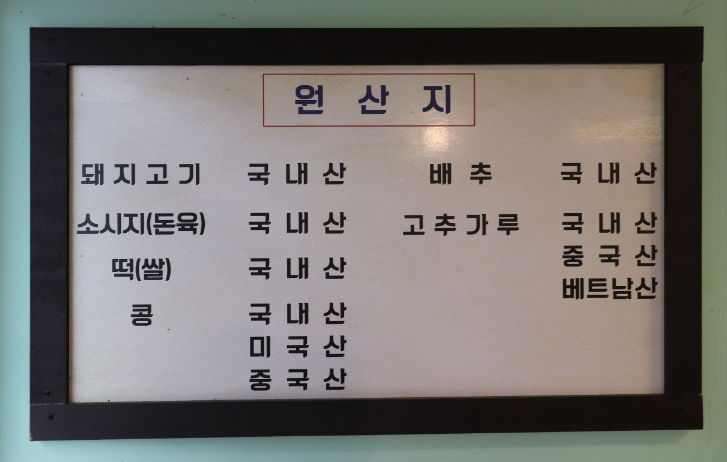 원 산 지
돼지고기 국내산 배추 국내산
소시지(돈육) 국내산 고추가루 국내산
중국산
떡(쌀) 국내산 베트남산
콩 국내산
미국산
중국산